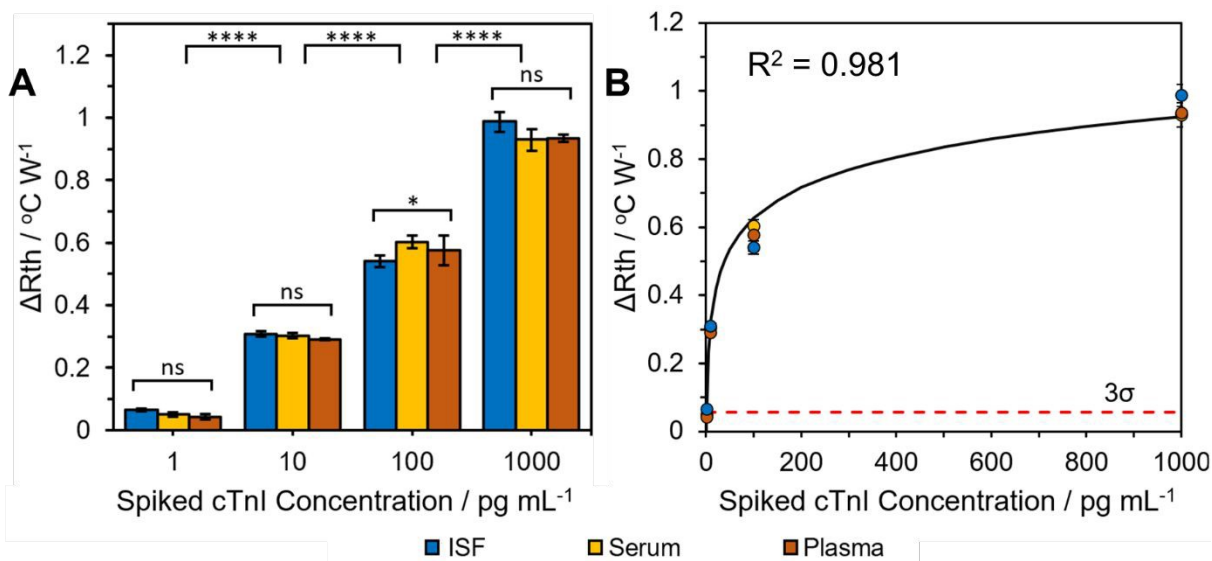 A
1.2
1
0.8
0.6
0.4
0.2
0
ΔRth / °C W⁻¹
**** **** ****
ns
ns
*
ns
1 10 100 1000
Spiked cTnI Concentration / pg mL⁻¹
B
1.2
1
0.8
0.6
0.4
0.2
0
ΔRth / °C W⁻¹
R² = 0.981
3σ
0 200 400 600 800 1000
Spiked cTnI Concentration / pg mL⁻¹
ISF Serum Plasma